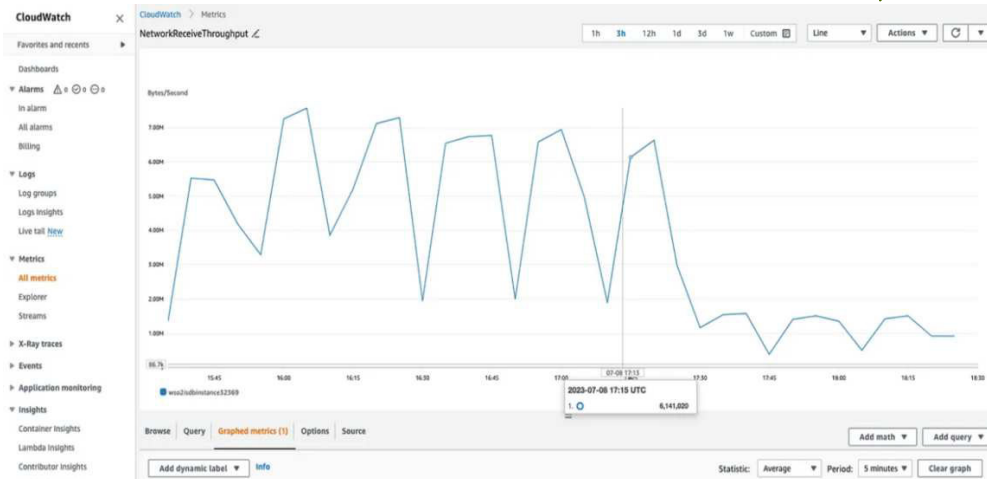 CloudWatch
Favorites and recents
Dashboards
Alarms 0 0 0
In alarm
All alarms
Billing
Logs
Log groups
Logs Insights
Live tail New
Metrics
All metrics
Explorer
Streams
X-Ray traces
Events
Application monitoring
Insights
Container Insights
Lambda Insights
Contributor Insights
CloudWatch > Metrics
NetworkReceiveThroughput
1h 3h 12h 1d 3d 1w Custom
Line
Actions
Bytes/Second
7.00M
6.00M
5.00M
4.00M
3.00M
2.00M
1.00M
86.7k
15:45 16:00 16:15 16:30 16:45 17:00 07-08 17:13 17:30 17:45 18:00 18:15 18:30
wso2isdbinstance32369
2023-07-08 17:15 UTC
1. 6,141,020
Browse Query Graphed metrics (1) Options Source
Add math Add query
Add dynamic label Info
Statistic: Average Period: 5 minutes Clear graph